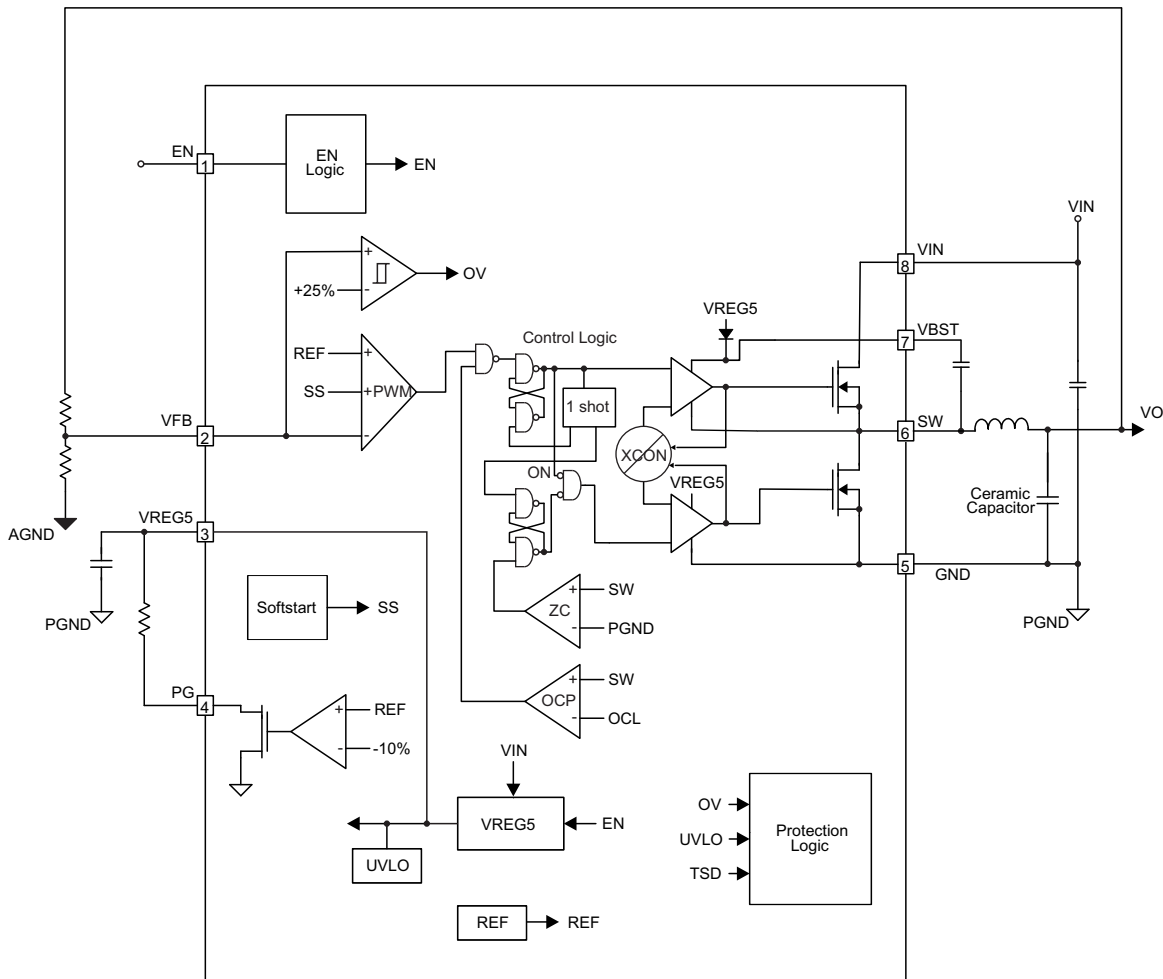 EN
1
EN
Logic
EN
+
-
+25%
OV
REF
SS
+
+PWM
-
VFB
2
Control Logic
1 shot
ON
VREG5
XCON
VREG5
VIN
8
VIN
VBST
7
SW
6
VO
Ceramic
Capacitor
5
GND
PGND
AGND
VREG5
3
PGND
Softstart
SS
ZC
+
-
SW
PGND
OCP
+
-
SW
OCL
PG
4
+
-
REF
-10%
VIN
VREG5
EN
UVLO
REF
REF
OV
UVLO
TSD
Protection
Logic